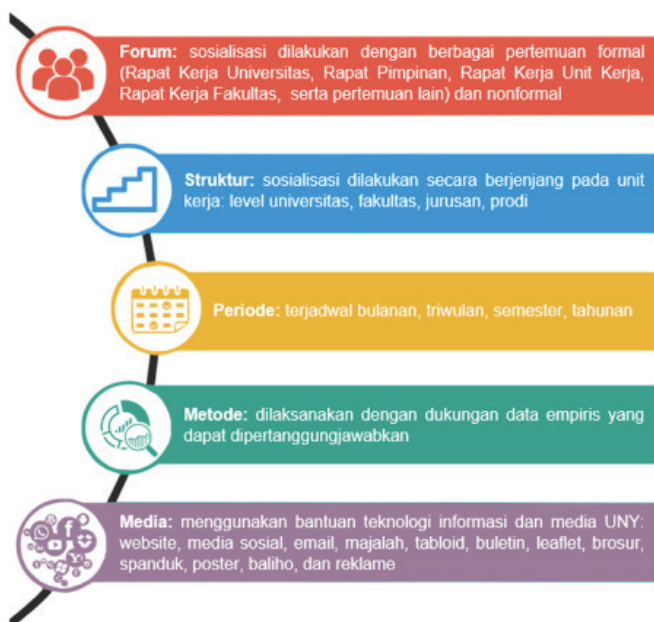 Forum: sosialisasi dilakukan dengan berbagai pertemuan formal
(Rapat Kerja Universitas, Rapat Pimpinan, Rapat Kerja Unit Kerja,
Rapat Kerja Fakultas, serta pertemuan lain) dan nonformal
Struktur: sosialisasi dilakukan secara berjenjang pada unit
kerja: level universitas, fakultas, jurusan, prodi
Periode: terjadwal bulanan, triwulan, semester, tahunan
Metode: dilaksanakan dengan dukungan data empiris yang
dapat dipertanggungjawabkan
Media: menggunakan bantuan teknologi informasi dan media UNY:
website, media sosial, email, majalah, tabloid, buletin, leaflet, brosur,
spanduk, poster, baliho, dan reklame